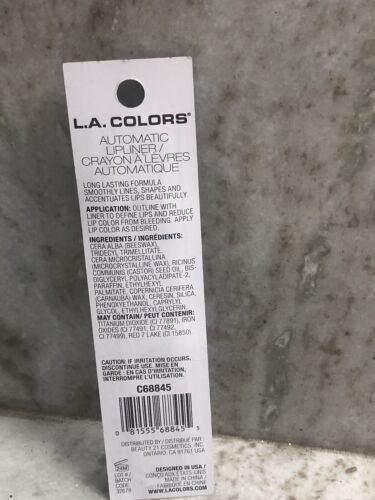 L.A. COLORS®
AUTOMATIC
LIPLINER /
CRAYON À LÈVRES
AUTOMATIQUE
LONG LASTING FORMULA
SMOOTHLY LINES, SHAPES AND
ACCENTUATES LIPS BEAUTIFULLY.
APPLICATION: OUTLINE WITH
LINER TO DEFINE LIPS AND REDUCE
LIP COLOR FROM BLEEDING. APPLY
LIP COLOR AS DESIRED.
INGREDIENTS / INGRÉDIENTS:
CERA ALBA (BEESWAX),
TRIDECYL TRIMELLITATE,
CERA MICROCRISTALLINA
(MICROCRYSTALLINE WAX), RICINUS
COMMUNIS (CASTOR) SEED OIL, BIS-
DIGLYCERYL POLYACYLADIPATE-2,
PARAFFIN, ETHYLHEXYL
PALMITATE, COPERNICIA CERIFERA
(CARNAUBA) WAX, CERESIN, SILICA,
PHENOXYETHANOL, CAPRYLYL
GLYCOL, ETHYLHEXYLGLYCERIN.
MAY CONTAIN/ PEUT CONTENIR:
TITANIUM DIOXIDE (CI 77891), IRON
OXIDES (CI 77491, CI 77492,
CI 77499), RED 7 LAKE (CI 15850).
CAUTION: IF IRRITATION OCCURS,
DISCONTINUE USE. MISE EN
GARDE : EN CAS D'IRRITATION,
INTERROMPRE L'UTILISATION.
C68845
0 81555 68845 5
DISTRIBUTED BY / DISTRIBUÉ PAR
BEAUTY 21 COSMETICS, INC.
ONTARIO, CA 91761 USA
24M
LOT # /
BATCH
CODE:
32679
DESIGNED IN USA /
CONÇU AUX ÉTATS-UNIS
MADE IN CHINA /
FABRIQUÉ EN CHINE
WWW.LACOLORS.COM